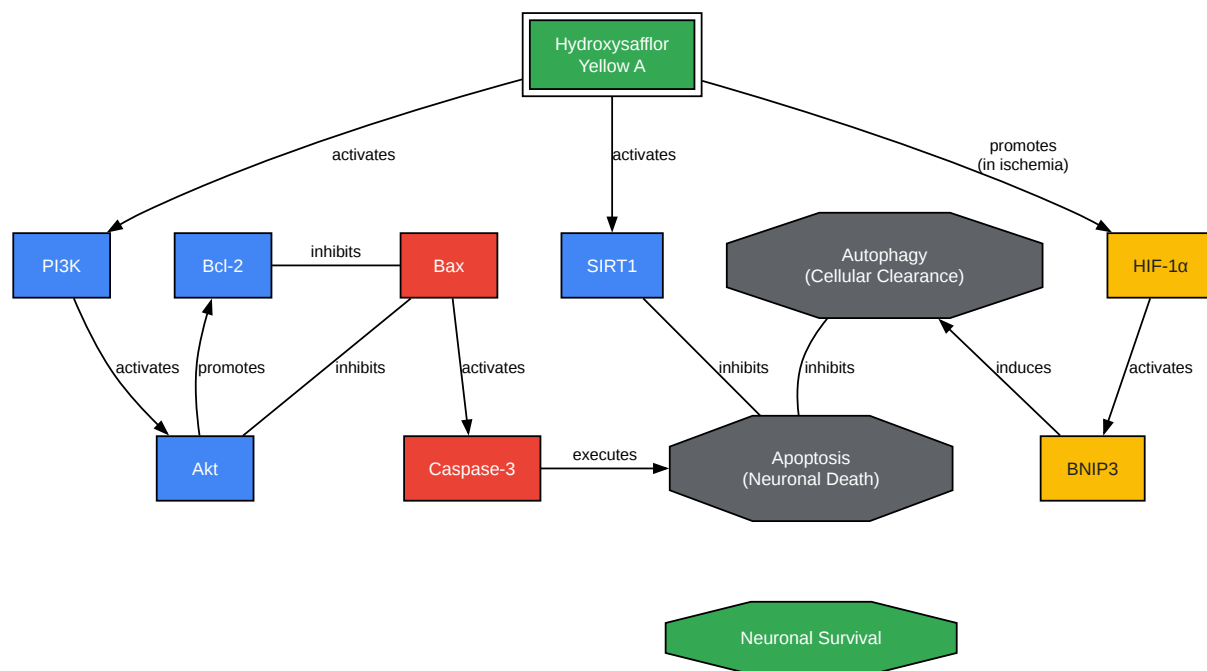 Hydroxysafflor
Yellow A
activates
activates
promotes
(in ischemia)
PI3K
Bcl-2
inhibits
Bax
SIRT1
Autophagy
(Cellular Clearance)
HIF-1α
activates
promotes
inhibits
activates
inhibits
inhibits
induces
activates
Akt
Caspase-3
executes
Apoptosis
(Neuronal Death)
BNIP3
Neuronal Survival